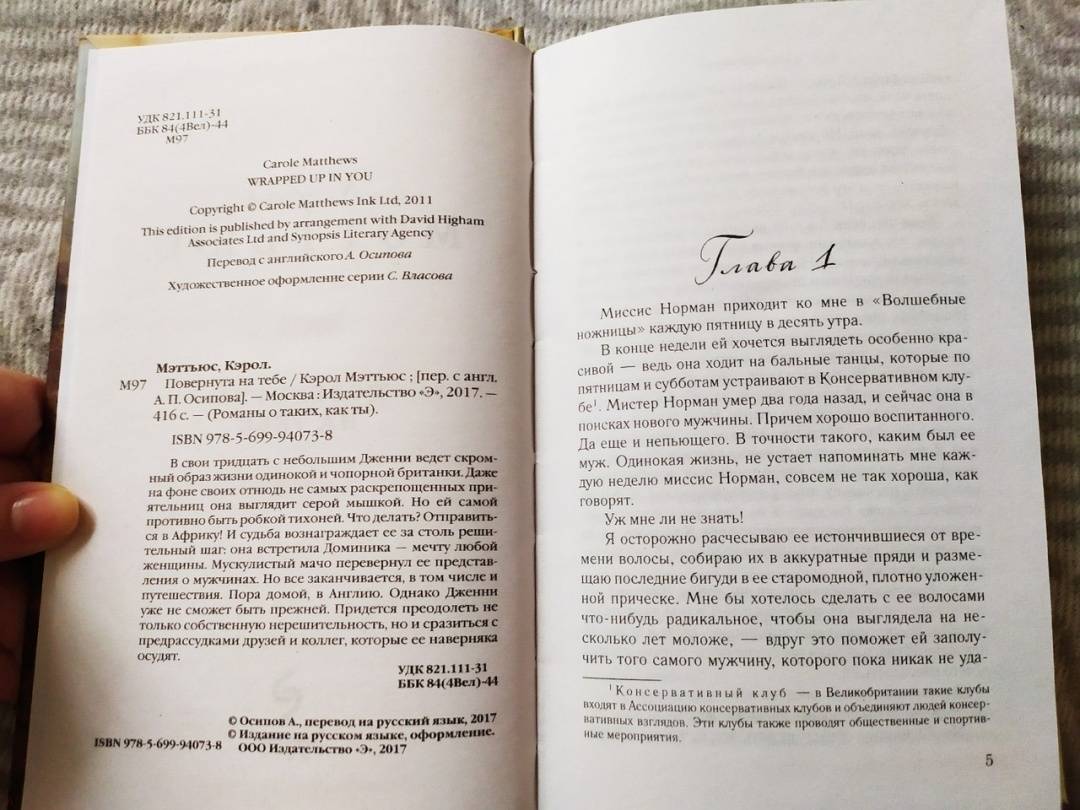 УДК 821.111-31
ББК 84(4Вел)-44
М97
Carole Matthews
WRAPPED UP IN YOU
Copyright © Carole Matthews Ink Ltd, 2011
This edition is published by arrangement with David Higham
Associates Ltd and Synopsis Literary Agency
Перевод с английского А. Осипова
Художественное оформление серии С. Власова
Мэттьюс, Кэрол.
М97 Повернута на тебе / Кэрол Мэттьюс ; [пер. с англ.
А. П. Осипова]. — Москва : Издательство «Э», 2017. —
416 с. — (Романы о таких, как ты).
ISBN 978-5-699-94073-8
В свои тридцать с небольшим Дженни ведет скром-
ный образ жизни одинокой и чопорной британки. Даже
на фоне своих отнюдь не самых раскрепощенных при-
ятельниц она выглядит серой мышкой. Но ей самой
противно быть робкой тихоней. Что делать? Отправить-
ся в Африку! И судьба вознаграждает ее за столь реши-
тельный шаг: она встретила Доминика — мечту любой
женщины. Мускулистый мачо перевернул ее представ-
ления о мужчинах. Но все заканчивается, в том числе и
путешествия. Пора домой, в Англию. Однако Дженни
уже не сможет быть прежней. Придется преодолеть не
только собственную нерешительность, но и сразиться с
предрассудками друзей и коллег, которые ее наверняка
осудят.
УДК 821.111-31
ББК 84(4Вел)-44
© Осипов А., перевод на русский язык, 2017
© Издание на русском языке, оформление.
ISBN 978-5-699-94073-8 ООО Издательство «Э», 2017
Глава 1
Миссис Норман приходит ко мне в «Волшебные
ножницы» каждую пятницу в десять утра.
В конце недели ей хочется выглядеть особенно кра-
сивой — ведь она ходит на бальные танцы, которые по
пятницам и субботам устраивают в Консервативном клу-
бе¹. Мистер Норман умер два года назад, и сейчас она в
поисках нового мужчины. Причем хорошо воспитанного.
Да еще и непьющего. В точности такого, каким был ее
муж. Одинокая жизнь, не устает напоминать мне каж-
дую неделю миссис Норман, совсем не так хороша, как
говорят.
Уж мне ли не знать!
Я осторожно расчесываю ее истончившиеся от вре-
мени волосы, собираю их в аккуратные пряди и разме-
щаю последние бигуди в ее старомодной, плотно уложен-
ной прическе. Мне бы хотелось сделать с ее волосами
что-нибудь радикальное, чтобы она выглядела на не-
сколько лет моложе, — вдруг это поможет ей заполу-
чить того самого мужчину, которого пока никак не уда-
¹ Консервативный клуб — в Великобритании такие клубы
входят в Ассоциацию консервативных клубов и объединяют людей консер-
вативных взглядов. Эти клубы также проводят общественные и спортив-
ные мероприятия.
5